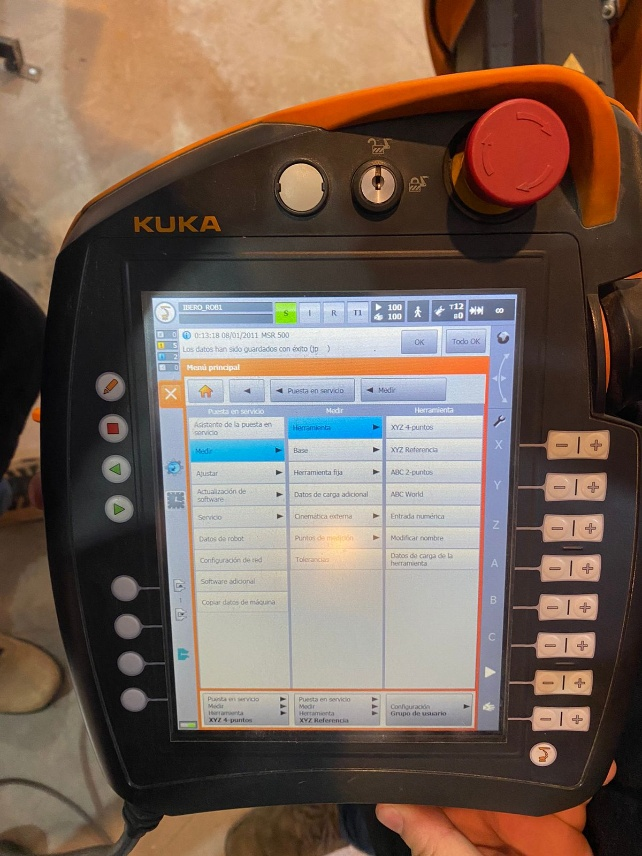 KUKA
IBERO_ROB1
S I R T1 100 100 T12 B0 ∞
0:13:18 08/01/2011 MSR 500
Los datos han sido guardados con éxito
OK
Todo OK
Menú principal
Puesta en servicio
Medir
Puesta en servicio
Asistente de la puesta en
servicio
Medir
Ajustar
Actualización de
software
Servicio
Datos de robot
Configuración de red
Software adicional
Copiar datos de máquina
Medir
Herramienta
Base
Herramienta fija
Datos de carga adicional
Cinemática externa
Puntos de medición
Tolerancias
Herramienta
XYZ 4-puntos
XYZ Referencia
ABC 2-puntos
ABC World
Entrada numérica
Modificar nombre
Datos de carga de la
herramienta
X
Y
Z
A
B
C
Puesta en servicio
Medir
Herramienta
XYZ 4-puntos
Puesta en servicio
Medir
Herramienta
XYZ Referencia
Configuración
Grupo de usuario